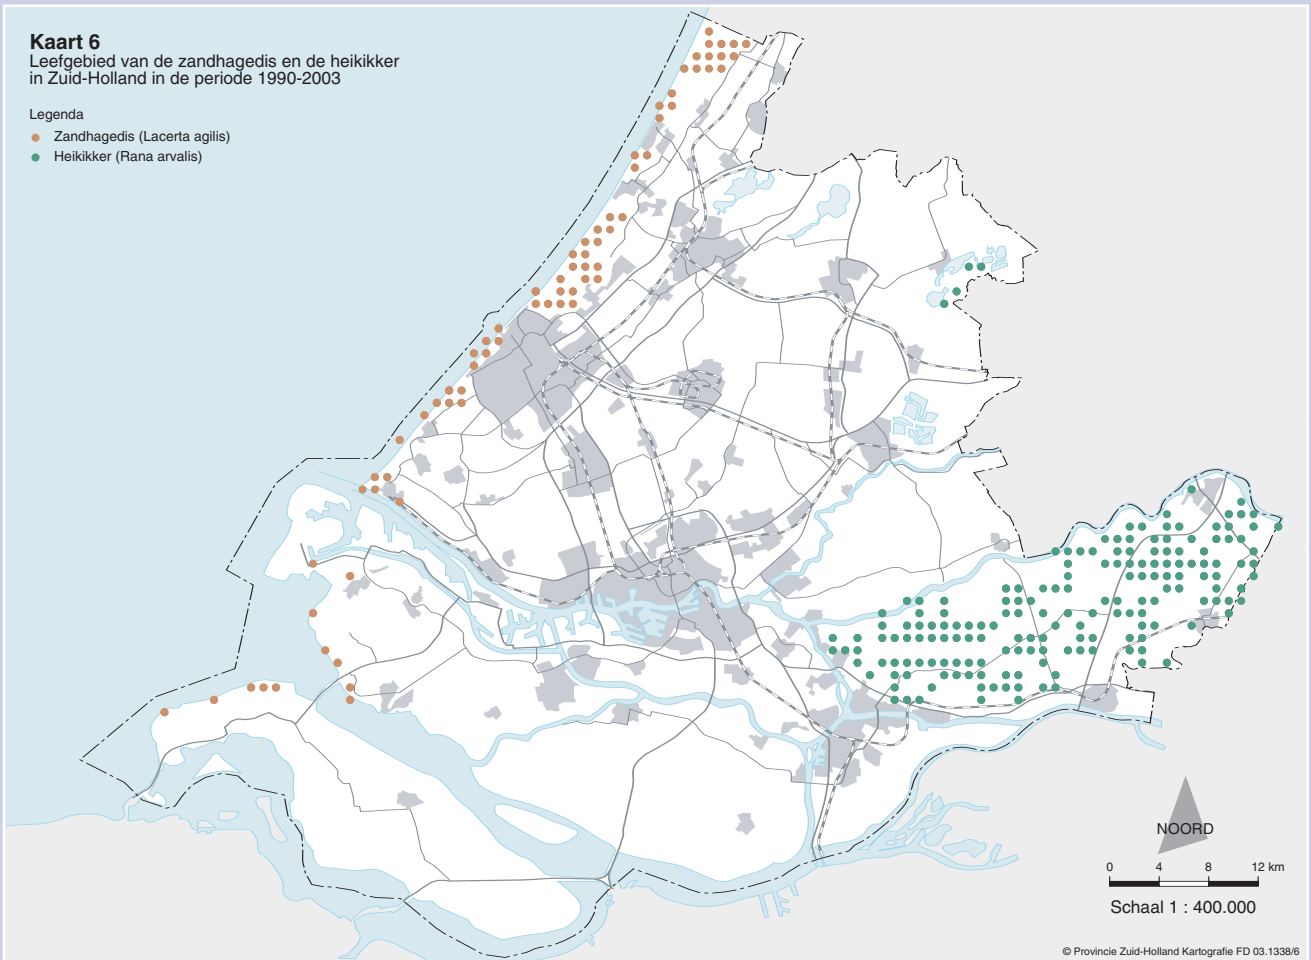 Kaart 6
Leefgebied van de zandhagedis en de heikikker
in Zuid-Holland in de periode 1990-2003
Legenda
Zandhagedis (Lacerta agilis)
Heikikker (Rana arvalis)
NOORD
0 4 8 12 km
Schaal 1 : 400.000
© Provincie Zuid-Holland Kartografie FD 03.1338/6